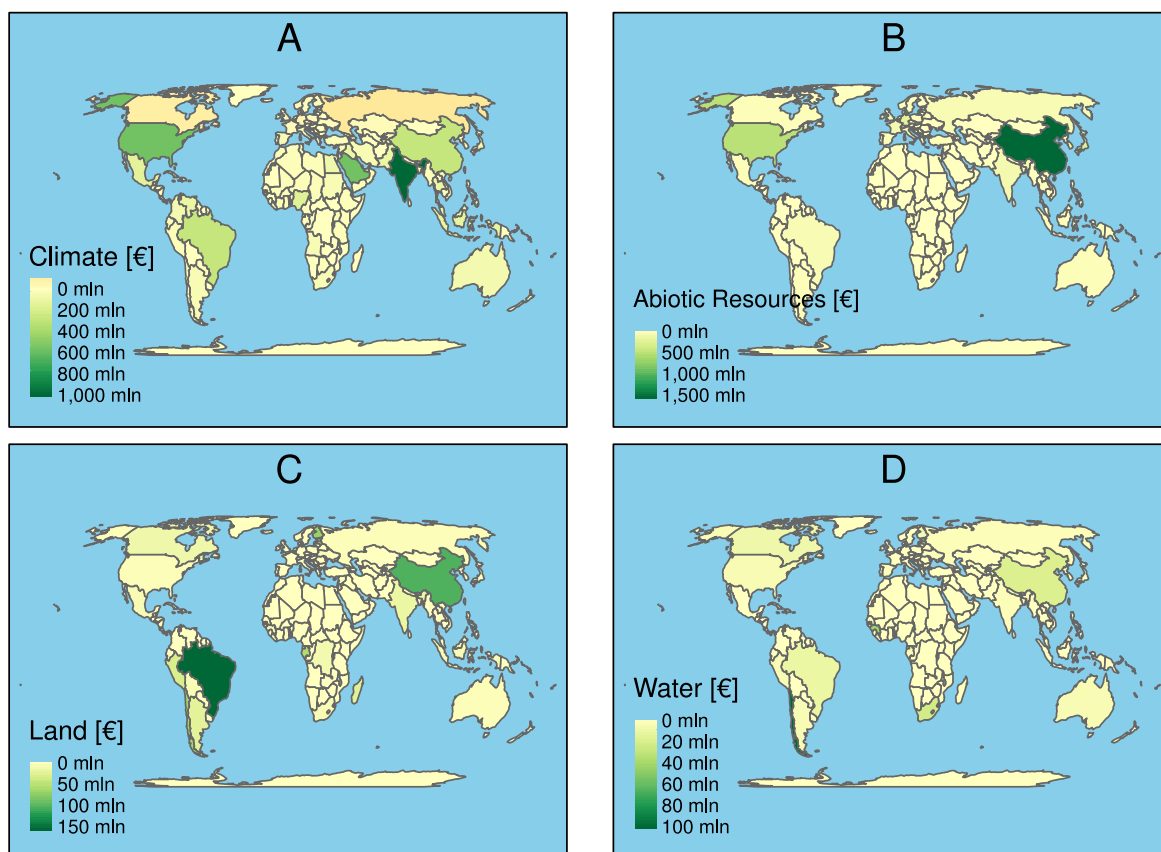 A
Climate [€]
0 mln
200 mln
400 mln
600 mln
800 mln
1,000 mln
B
Abiotic Resources [€]
0 mln
500 mln
1,000 mln
1,500 mln
C
Land [€]
0 mln
50 mln
100 mln
150 mln
D
Water [€]
0 mln
20 mln
40 mln
60 mln
80 mln
100 mln